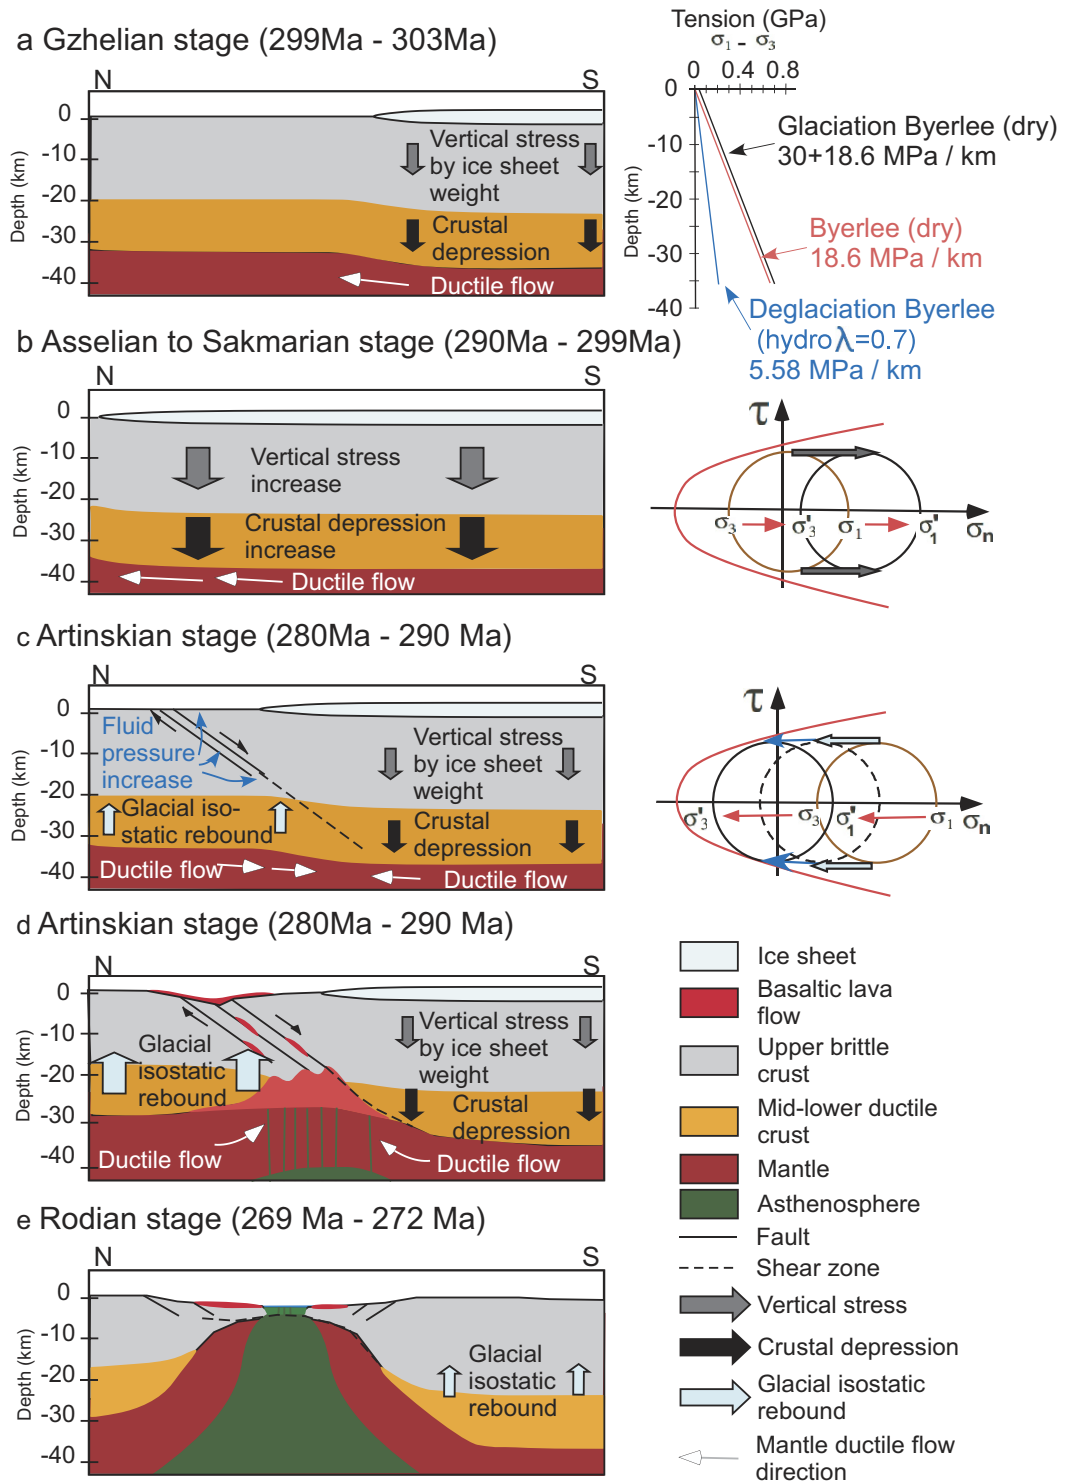 a Gzhelian stage (299Ma - 303Ma)
N
S
0
-10
-20
-30
-40
Depth (km)
Vertical stress
by ice sheet
weight
Crustal
depression
Ductile flow
Tension (GPa)
σ1 - σ3
0 0.4 0.8
0
-10
-20
-30
-40
Depth (km)
Glaciation Byerlee (dry)
30+18.6 MPa / km
Byerlee (dry)
18.6 MPa / km
Deglaciation Byerlee
(hydro λ=0.7)
5.58 MPa / km
b Asselian to Sakmarian stage (290Ma - 299Ma)
N
S
0
-10
-20
-30
-40
Depth (km)
Vertical stress
increase
Crustal depression
increase
Ductile flow
τ
σ3 σ'3 σ1 σ'1 σn
c Artinskian stage (280Ma - 290 Ma)
N
S
0
-10
-20
-30
-40
Depth (km)
Fluid
pressure
increase
Vertical stress
by ice sheet
weight
Glacial iso-
static rebound
Crustal
depression
Ductile flow
Ductile flow
τ
σ'3 σ3 σ'1 σ1 σn
d Artinskian stage (280Ma - 290 Ma)
N
S
0
-10
-20
-30
-40
Depth (km)
Glacial
isostatic
rebound
Vertical stress
by ice sheet
weight
Crustal
depression
Ductile flow
Ductile flow
e Rodian stage (269 Ma - 272 Ma)
N
S
0
-10
-20
-30
-40
Depth (km)
Glacial
isostatic
rebound
Ice sheet
Basaltic lava
flow
Upper brittle
crust
Mid-lower ductile
crust
Mantle
Asthenosphere
Fault
Shear zone
Vertical stress
Crustal depression
Glacial isostatic
rebound
Mantle ductile flow
direction